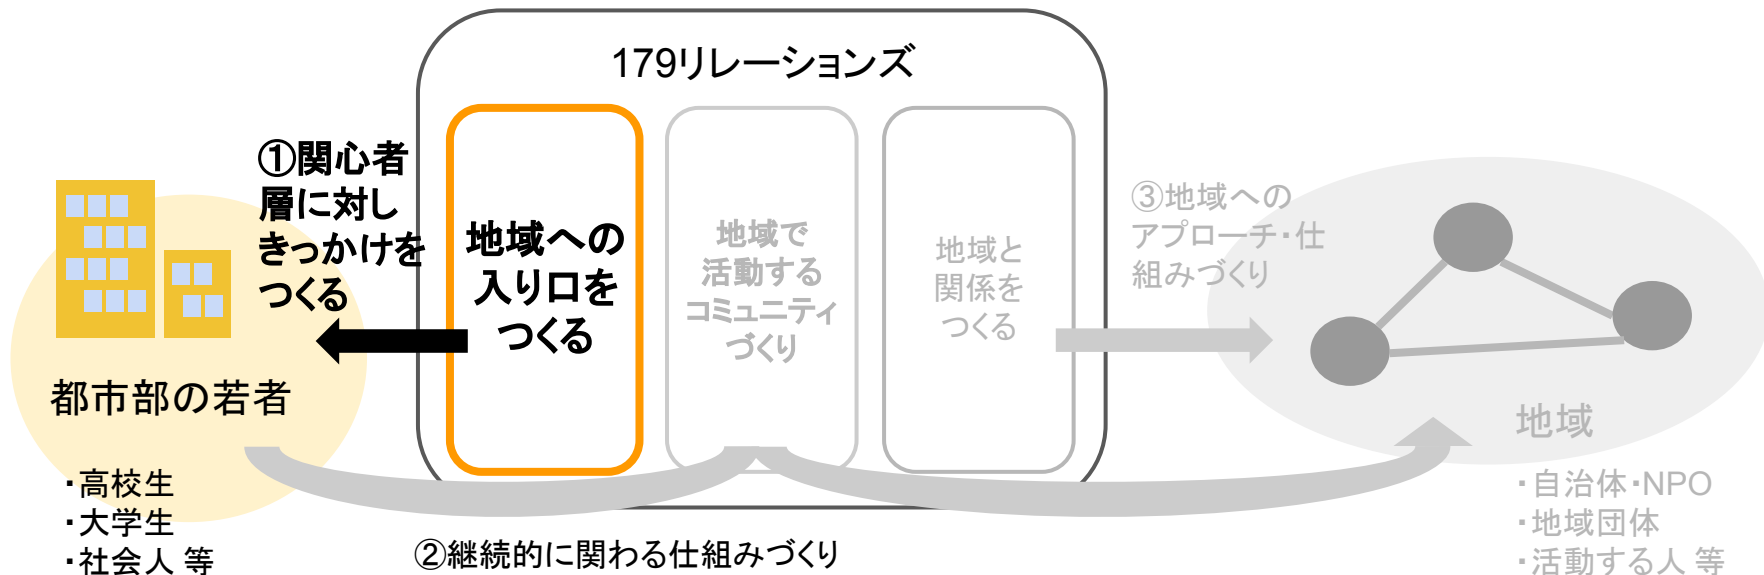 179リレーションズ
①関心者
層に対し
きっかけを
つくる
地域への
入り口を
つくる
地域で
活動する
コミュニティ
づくり
地域と
関係を
つくる
③地域への
アプローチ・仕
組みづくり
都市部の若者
・高校生
・大学生
・社会人 等
②継続的に関わる仕組みづくり
地域
・自治体・NPO
・地域団体
・活動する人 等